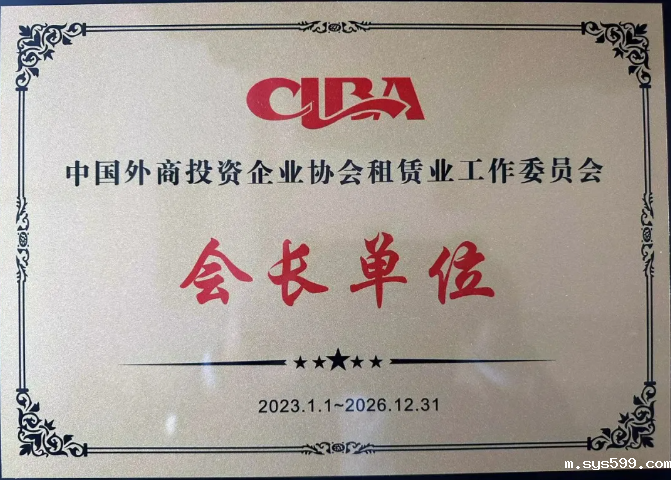 CLBA
中国外商投资企业协会租赁业工作委员会
会长单位
2023.1.1~2026.12.31
m.sys599.com